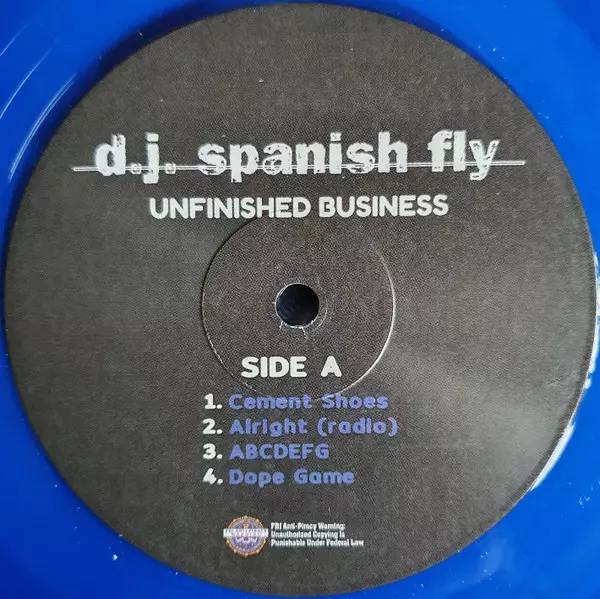 d.j. spanish fly
UNFINISHED BUSINESS
SIDE A
1. Cement Shoes
2. Alright (radio)
3. ABCDEFG
4. Dope Game
FBI Anti-Piracy Warning:
Unauthorized Copying Is
Punishable Under Federal Law